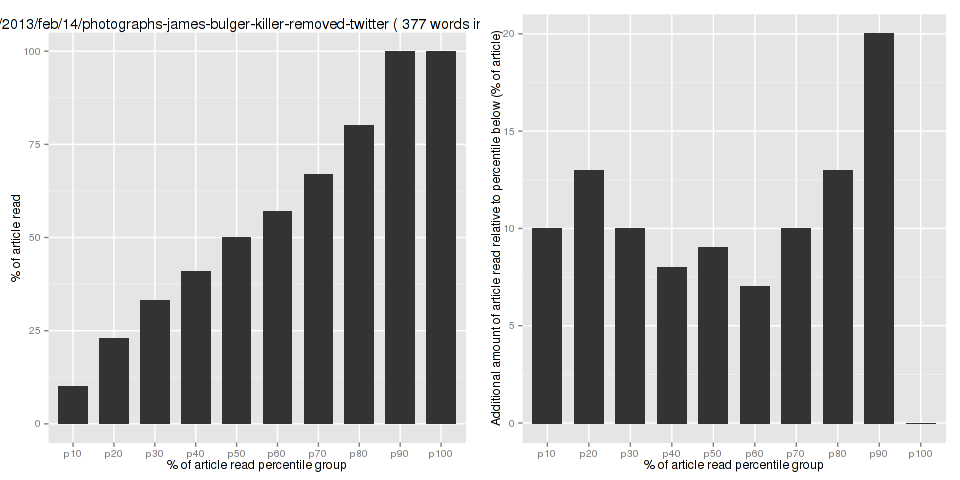 /2013/feb/14/photographs-james-bulger-killer-removed-twitter ( 377 words in
100
75
50
25
0
% of article read
p10 p20 p30 p40 p50 p60 p70 p80 p90 p100
% of article read percentile group
20
15
10
5
0
Additional amount of article read relative to percentile below (% of article)
p10 p20 p30 p40 p50 p60 p70 p80 p90 p100
% of article read percentile group